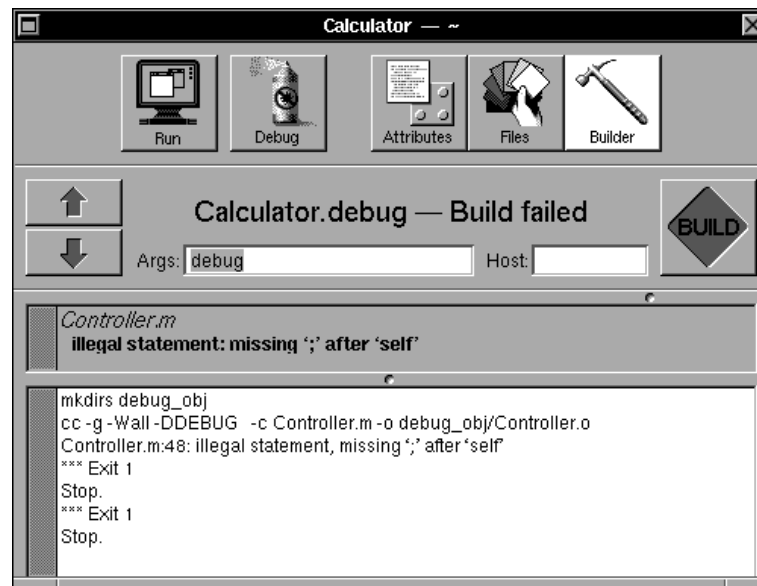 Calculator — ~
Run
Debug
Attributes
Files
Builder
Calculator.debug — Build failed
BUILD
Args: debug
Host:
Controller.m
illegal statement: missing ‘;’ after ‘self’
mkdirs debug_obj
cc -g -Wall -DDEBUG -c Controller.m -o debug_obj/Controller.o
Controller.m:48: illegal statement, missing ‘;’ after ‘self’
*** Exit 1
Stop.
*** Exit 1
Stop.